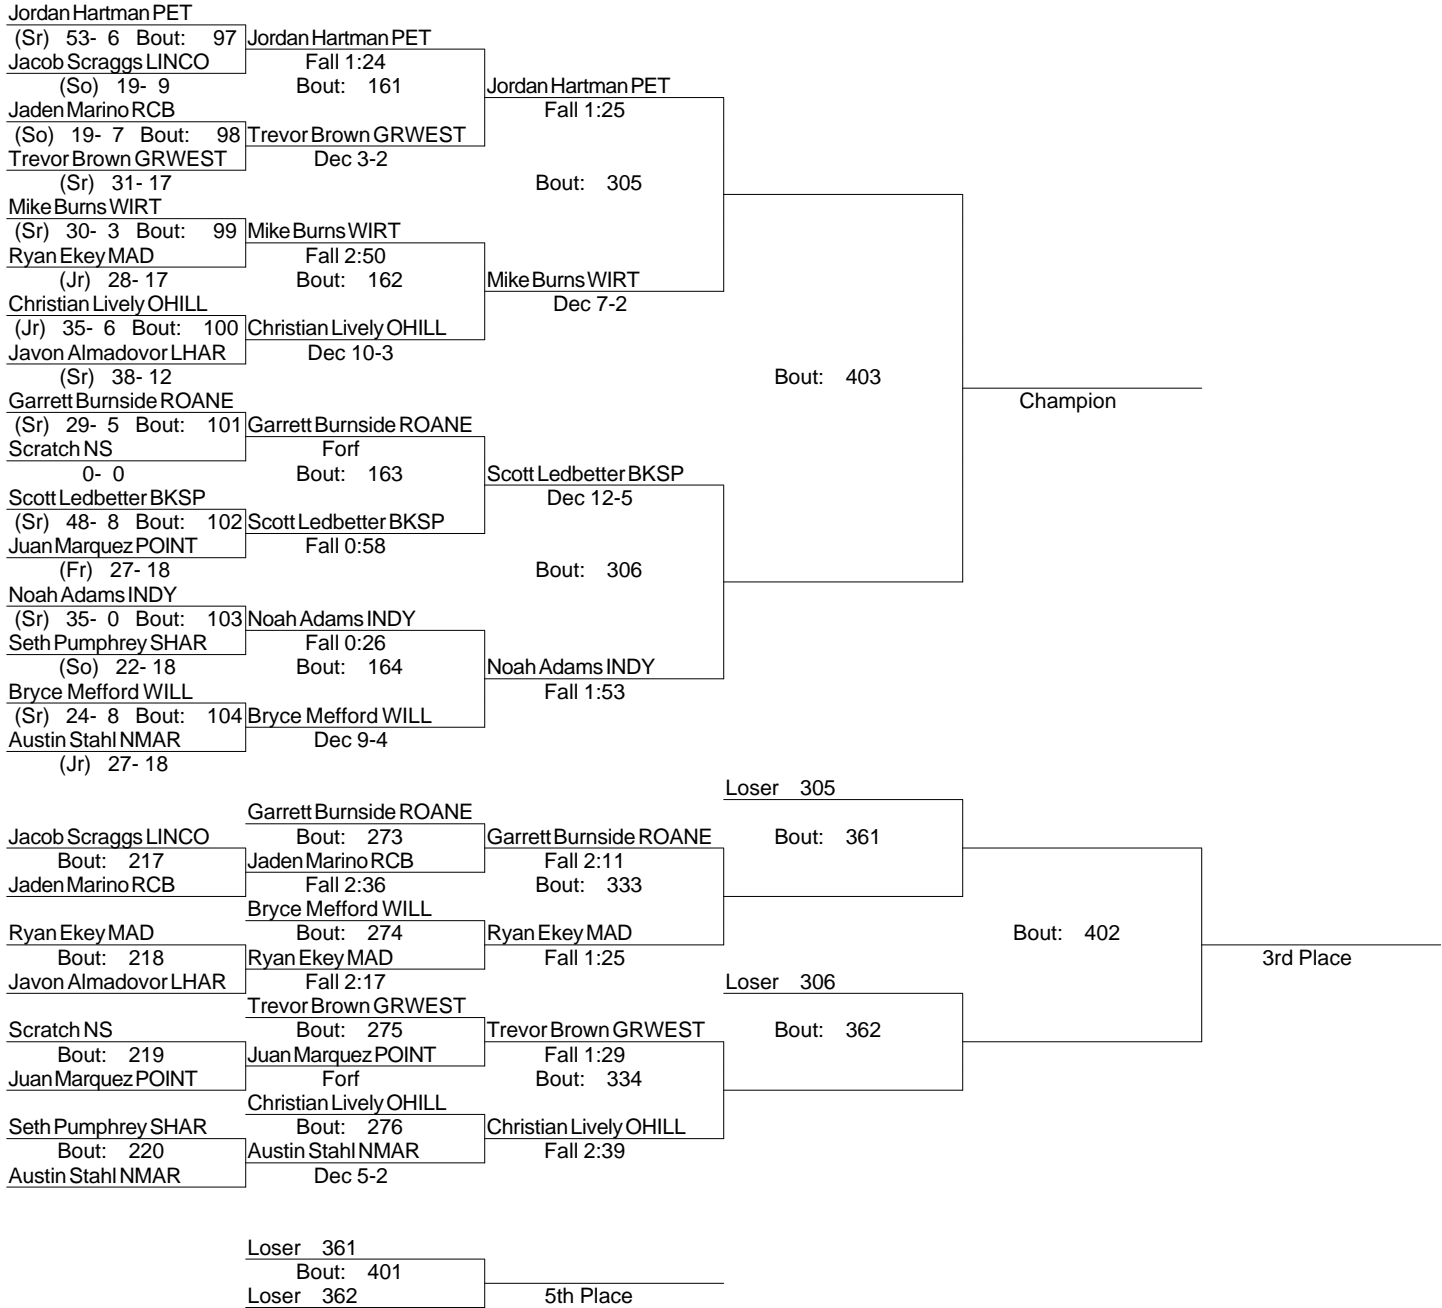 Jordan Hartman PET
(Sr) 53- 6 Bout: 97 Jordan Hartman PET
Jacob Scraggs LINCO Fall 1:24
(So) 19- 9 Bout: 161 Jordan Hartman PET
Jaden Marino RCB Fall 1:25
(So) 19- 7 Bout: 98 Trevor Brown GRWEST
Trevor Brown GRWEST Dec 3-2
(Sr) 31- 17 Bout: 305
Mike Burns WIRT
(Sr) 30- 3 Bout: 99 Mike Burns WIRT
Ryan Ekey MAD Fall 2:50
(Jr) 28- 17 Bout: 162 Mike Burns WIRT
Christian Lively OHILL Dec 7-2
(Jr) 35- 6 Bout: 100 Christian Lively OHILL
Javon Almadovor LHAR Dec 10-3
(Sr) 38- 12 Bout: 403
Garrett Burnside ROANE Champion
(Sr) 29- 5 Bout: 101 Garrett Burnside ROANE
Scratch NS Forf
0- 0 Bout: 163 Scott Ledbetter BKSP
Scott Ledbetter BKSP Dec 12-5
(Sr) 48- 8 Bout: 102 Scott Ledbetter BKSP
Juan Marquez POINT Fall 0:58
(Fr) 27- 18 Bout: 306
Noah Adams INDY
(Sr) 35- 0 Bout: 103 Noah Adams INDY
Seth Pumphrey SHAR Fall 0:26
(So) 22- 18 Bout: 164 Noah Adams INDY
Bryce Mefford WILL Fall 1:53
(Sr) 24- 8 Bout: 104 Bryce Mefford WILL
Austin Stahl NMAR Dec 9-4
(Jr) 27- 18
Loser 305
Garrett Burnside ROANE
Jacob Scraggs LINCO Bout: 273 Garrett Burnside ROANE Bout: 361
Bout: 217 Jaden Marino RCB Fall 2:11
Jaden Marino RCB Fall 2:36 Bout: 333
Bryce Mefford WILL
Ryan Ekey MAD Bout: 274 Ryan Ekey MAD Bout: 402
Bout: 218 Ryan Ekey MAD Fall 1:25 3rd Place
Javon Almadovor LHAR Fall 2:17 Loser 306
Trevor Brown GRWEST
Scratch NS Bout: 275 Trevor Brown GRWEST Bout: 362
Bout: 219 Juan Marquez POINT Fall 1:29
Juan Marquez POINT Forf Bout: 334
Christian Lively OHILL
Seth Pumphrey SHAR Bout: 276 Christian Lively OHILL
Bout: 220 Austin Stahl NMAR Fall 2:39
Austin Stahl NMAR Dec 5-2
Loser 361
Bout: 401
Loser 362 5th Place